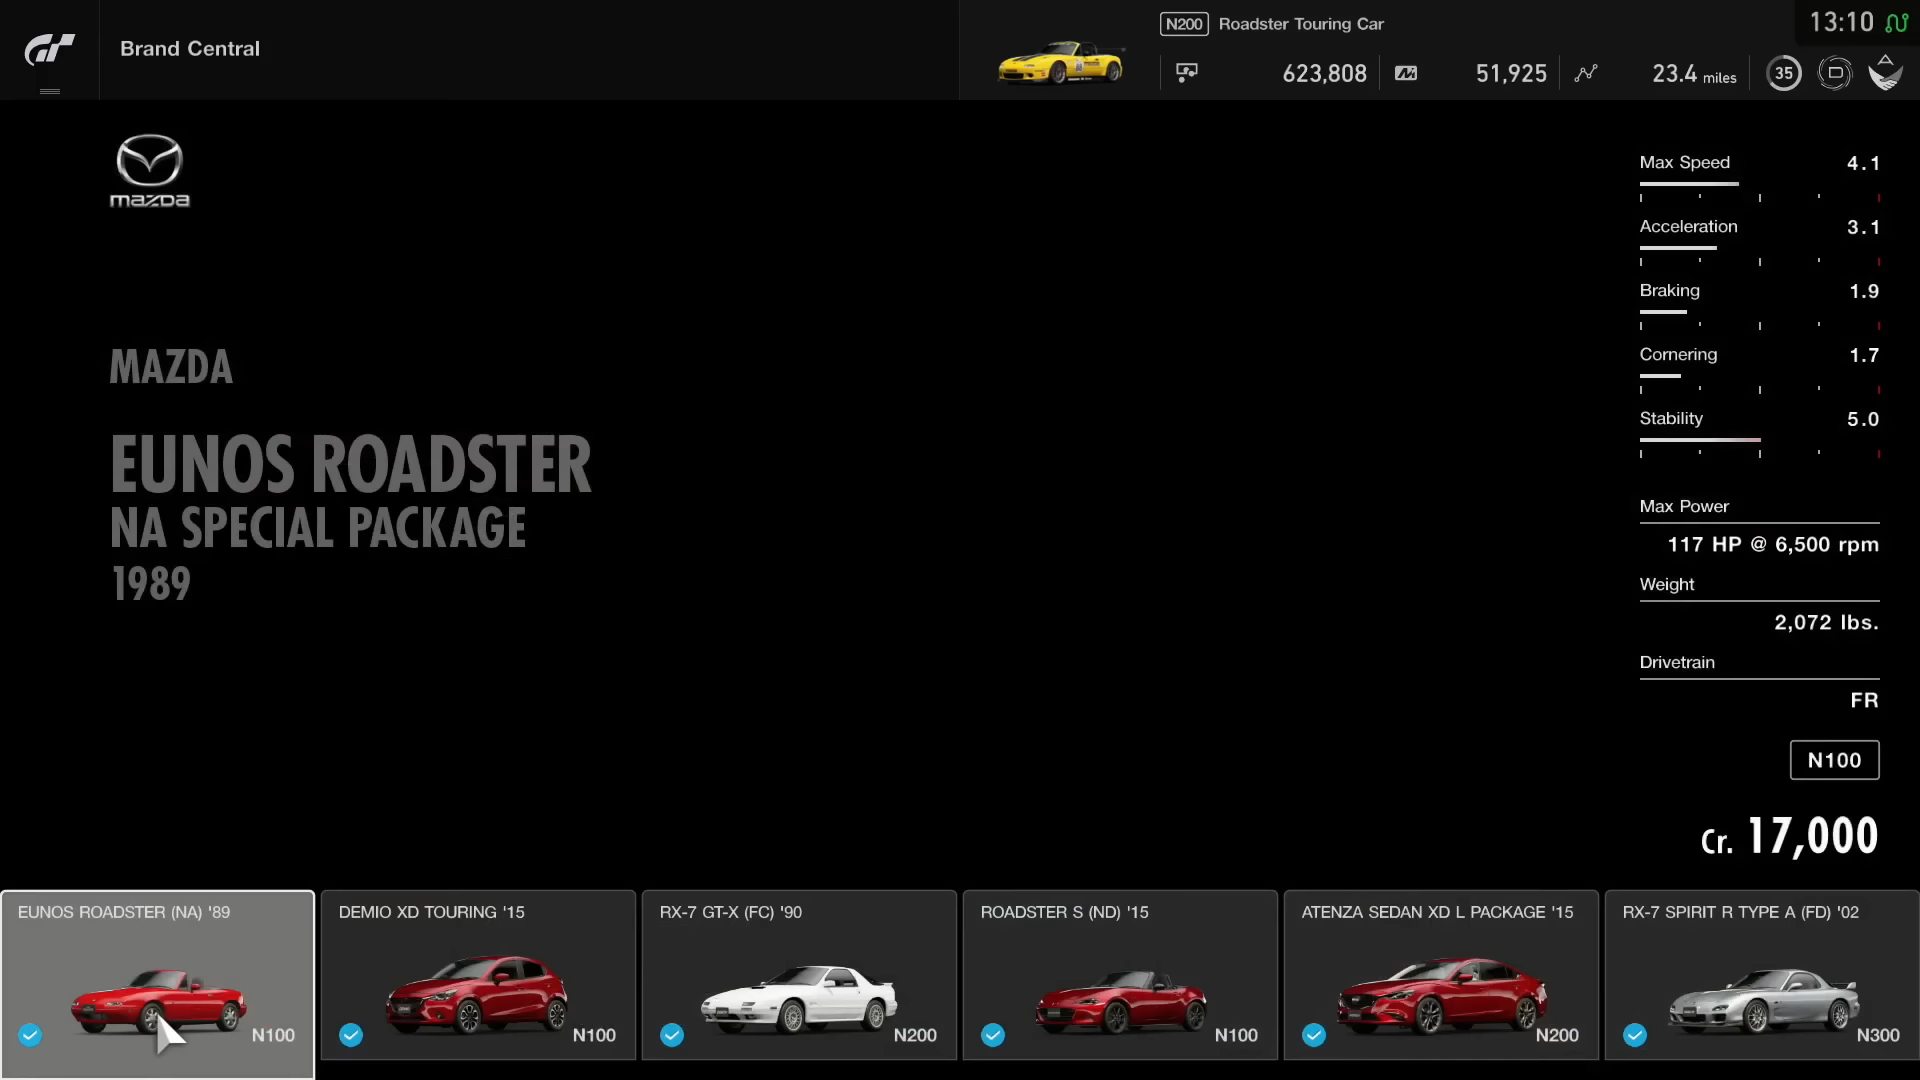 Brand Central
N200 Roadster Touring Car
13:10
623,808
51,925
23.4 miles
35
mazda
MAZDA
EUNOS ROADSTER
NA SPECIAL PACKAGE
1989
Max Speed 4.1
Acceleration 3.1
Braking 1.9
Cornering 1.7
Stability 5.0
Max Power
117 HP @ 6,500 rpm
Weight
2,072 lbs.
Drivetrain
FR
N100
Cr. 17,000
EUNOS ROADSTER (NA) '89
N100
DEMIO XD TOURING '15
N100
RX-7 GT-X (FC) '90
N200
ROADSTER S (ND) '15
N100
ATENZA SEDAN XD L PACKAGE '15
N200
RX-7 SPIRIT R TYPE A (FD) '02
N300